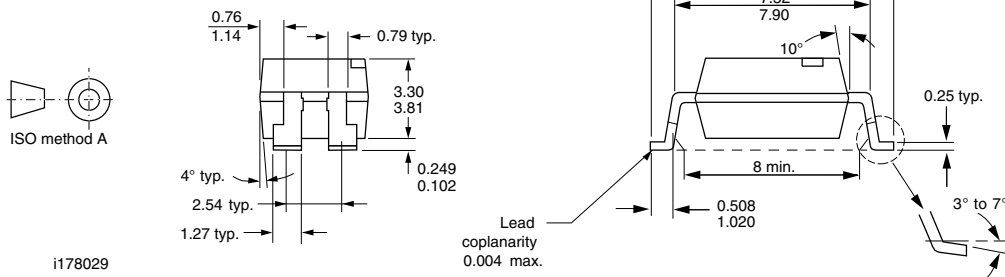 7.90
0.76
1.14
0.79 typ.
10°
3.30
3.81
0.25 typ.
ISO method A
0.249
0.102
8 min.
4° typ.
2.54 typ.
0.508
1.020
3° to 7°
1.27 typ.
Lead
coplanarity
0.004 max.
i178029